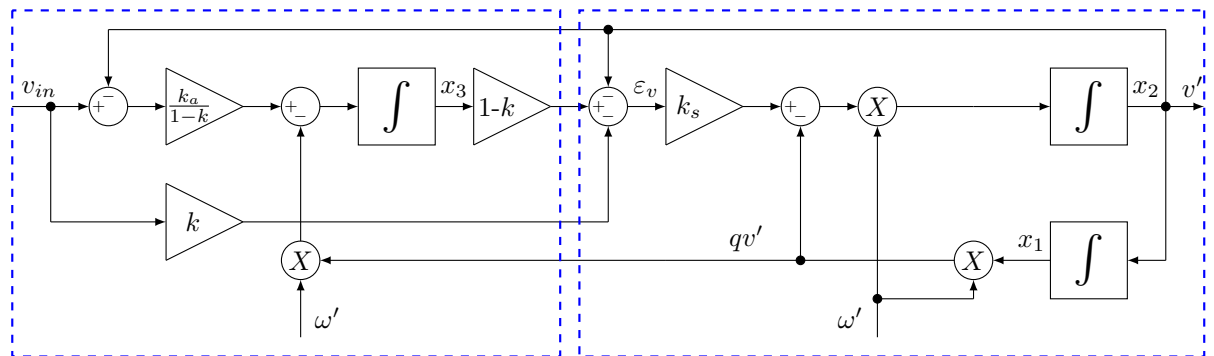 v_in
+
−
k_a/1−k
+
−
∫
x_3
1-k
+
−
−
ε_v
k_s
+
−
X
∫
x_2
v′
k
X
ω′
qv′
X
x_1
∫
ω′